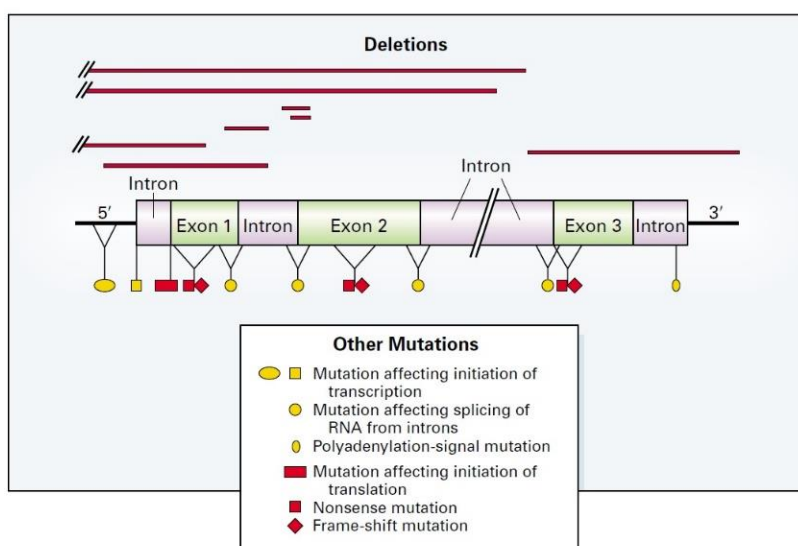 Deletions
Intron
Intron
5′
Exon 1
Intron
Exon 2
Exon 3
Intron
3′
Other Mutations
Mutation affecting initiation of
transcription
Mutation affecting splicing of
RNA from introns
Polyadenylation-signal mutation
Mutation affecting initiation of
translation
Nonsense mutation
Frame-shift mutation